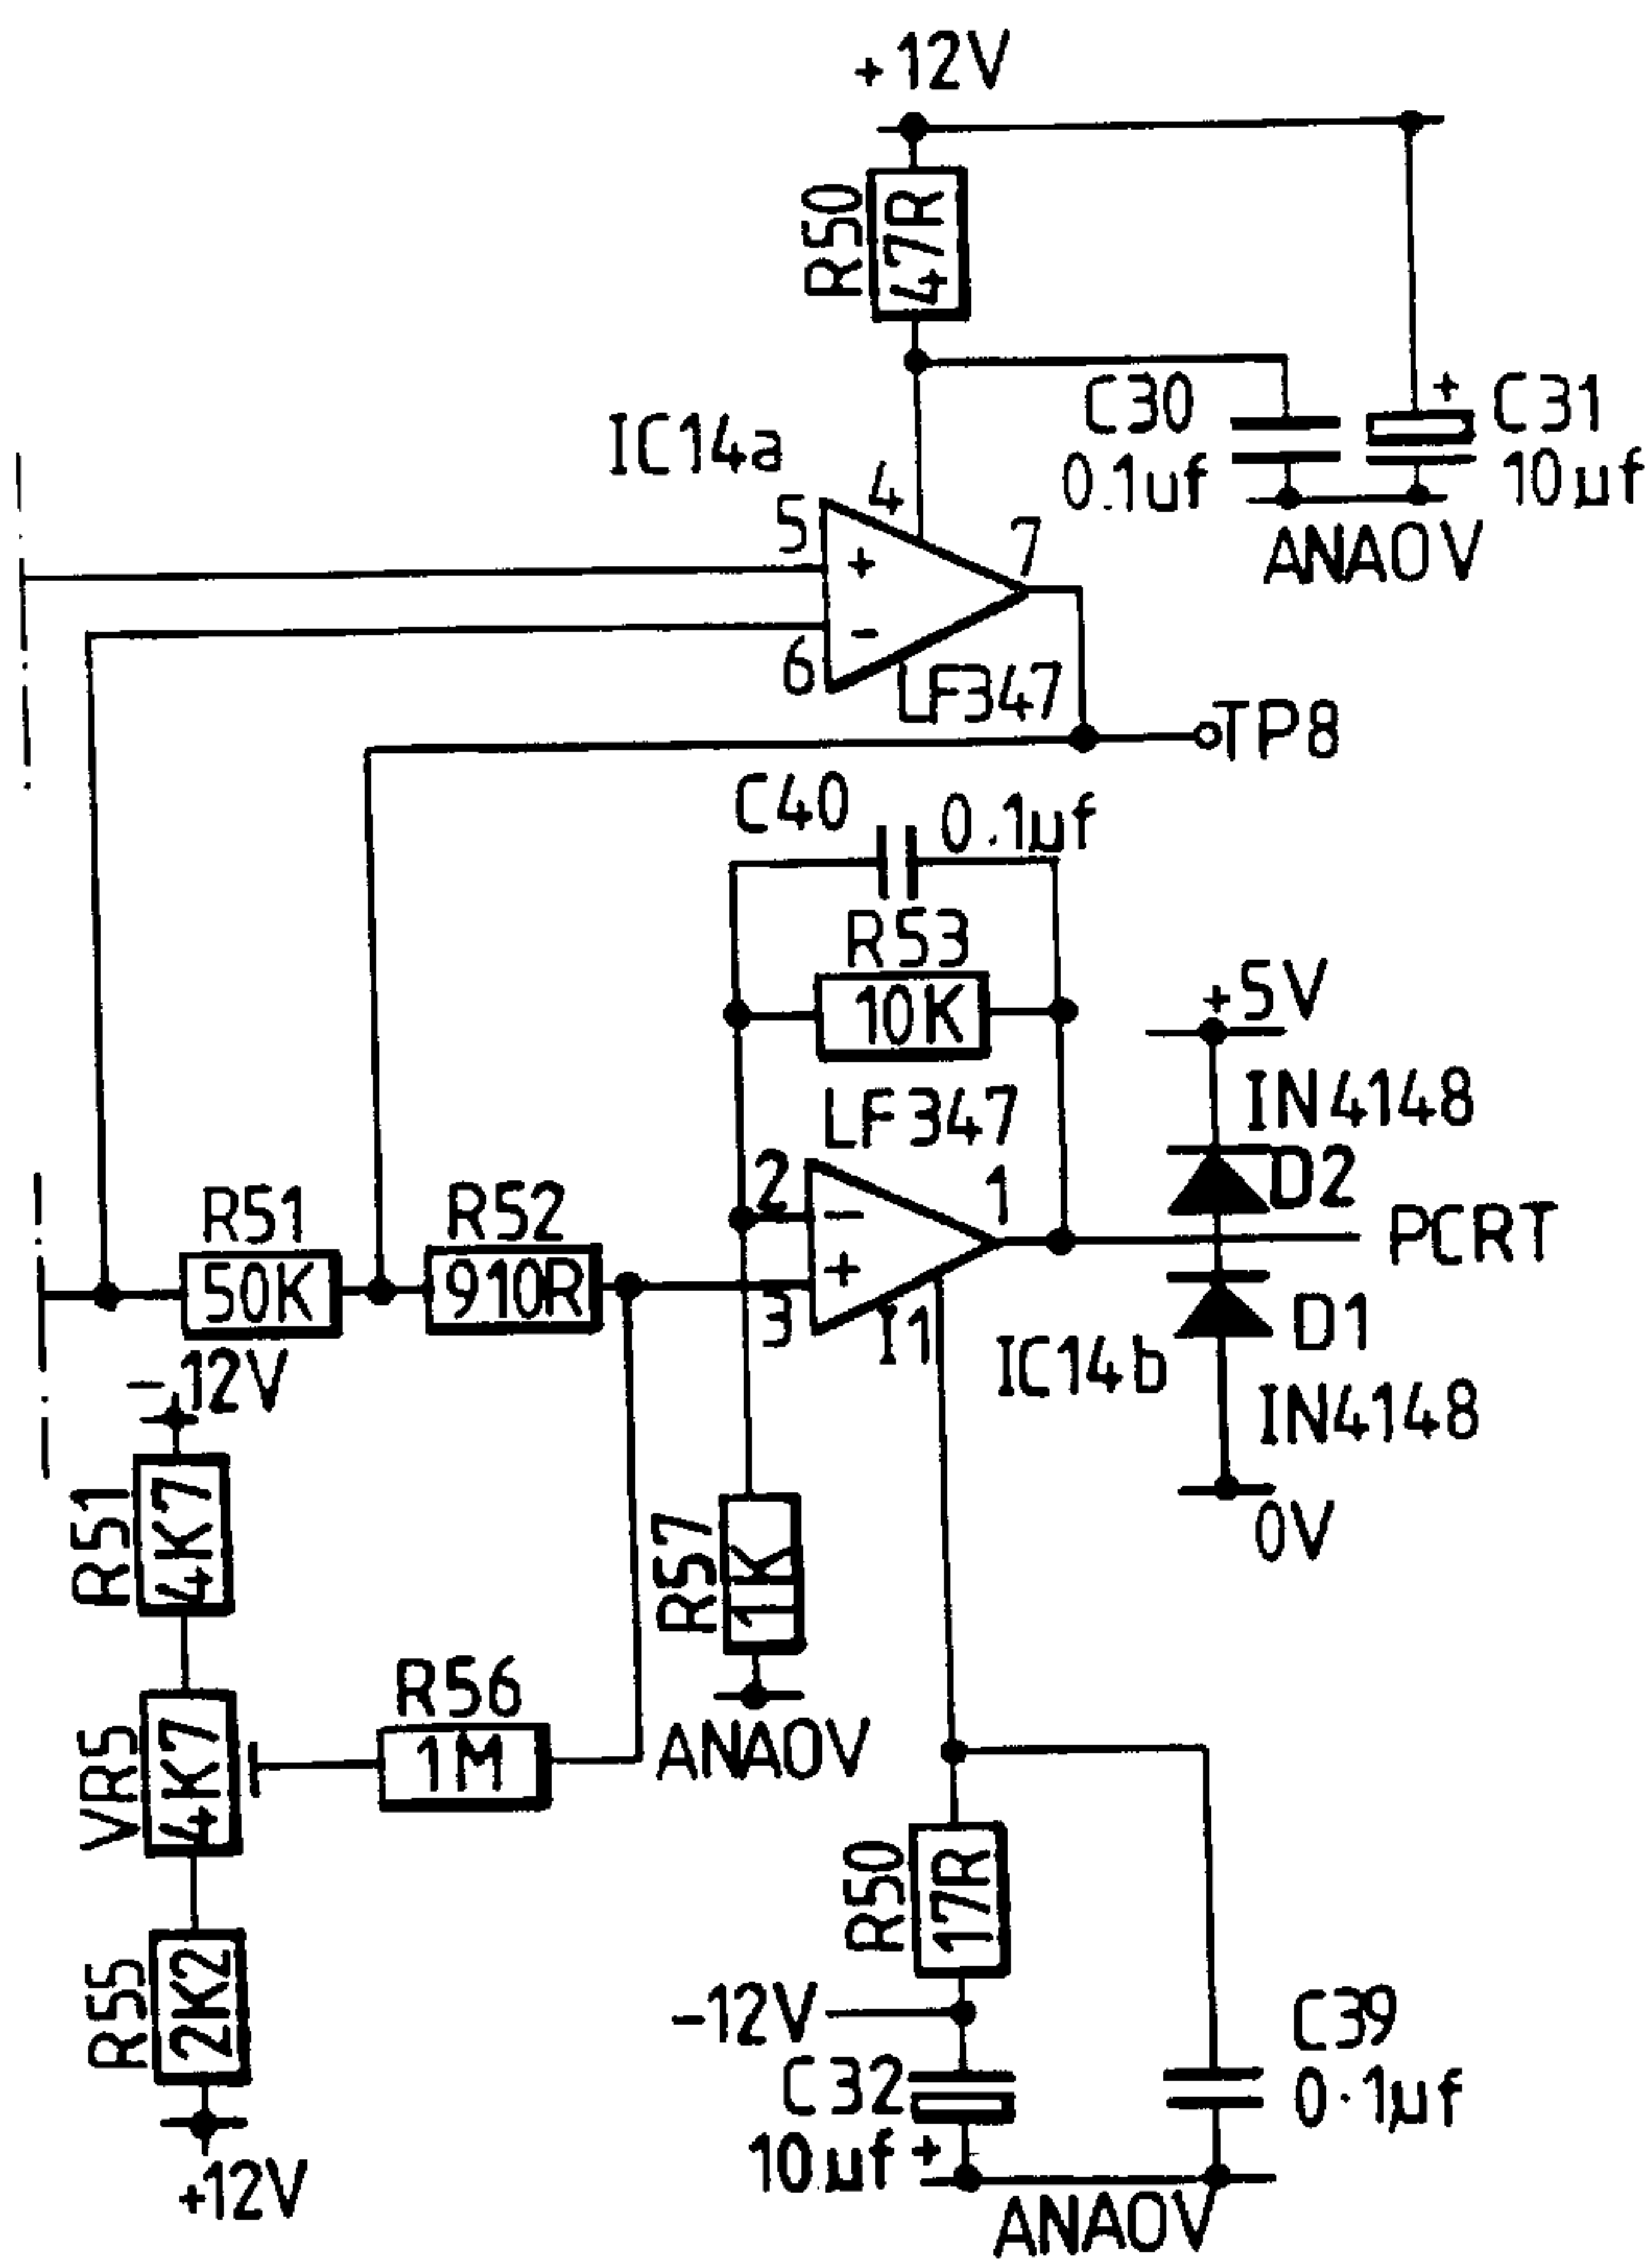 +12V
R50
47R
IC14a
C30
0.1uf
+
C31
10µf
ANA0V
5
4
7
+
-
6
LF347
TP8
C40
0.1µf
R53
10K
LF347
+5V
IN4148
D2
2
1
-
+
3
11
IC14b
PCRT
D1
IN4148
0V
R51
50K
R52
910R
-12V
R51
4K7
R57
1K
ANA0V
VR5
4K7
R56
1M
R55
2K2
+12V
R50
17R
-12V
C32
10µf
+
C39
0.1µf
ANA0V